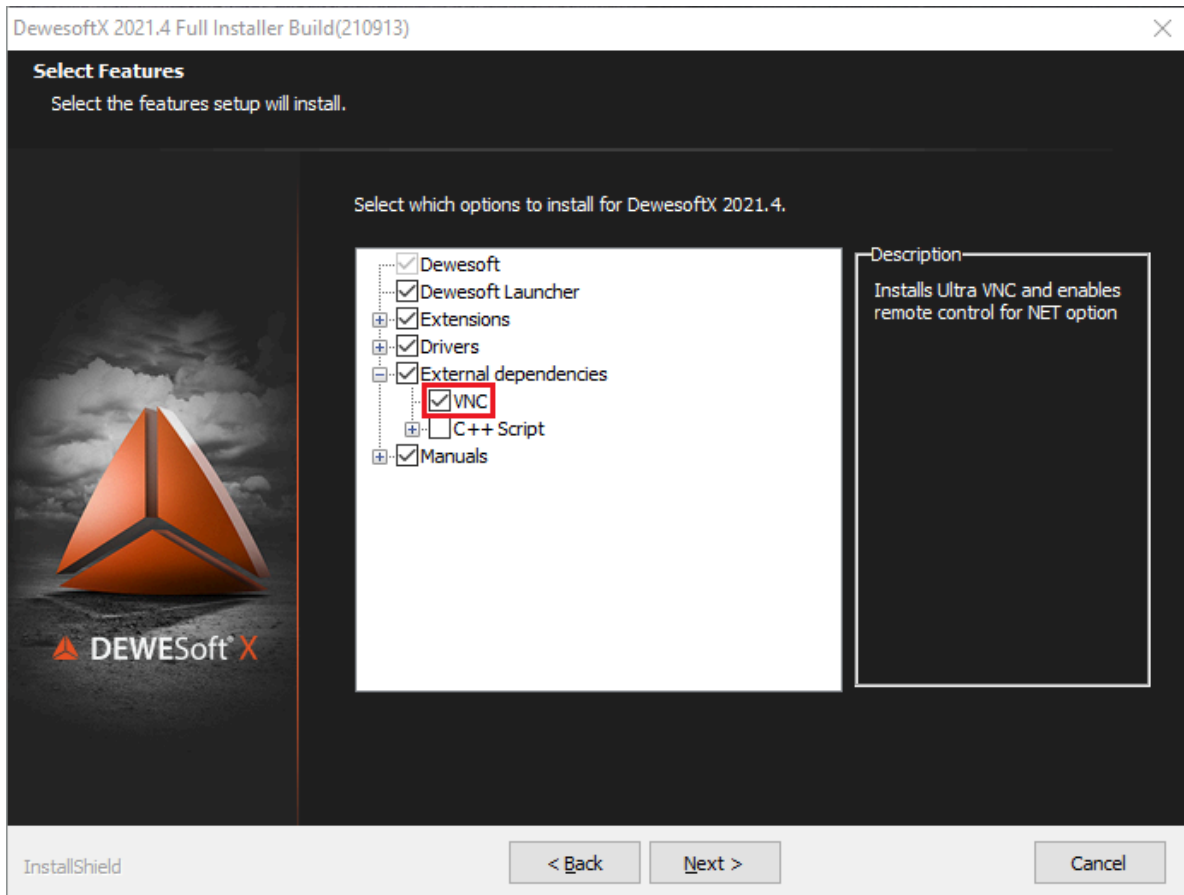 DewesoftX 2021.4 Full Installer Build(210913)
Select Features
Select the features setup will install.
Select which options to install for DewesoftX 2021.4.
Dewesoft
Dewesoft Launcher
Extensions
Drivers
External dependencies
VNC
C++ Script
Manuals
Description
Installs Ultra VNC and enables
remote control for NET option
DEWESoft® X
InstallShield
< Back
Next >
Cancel